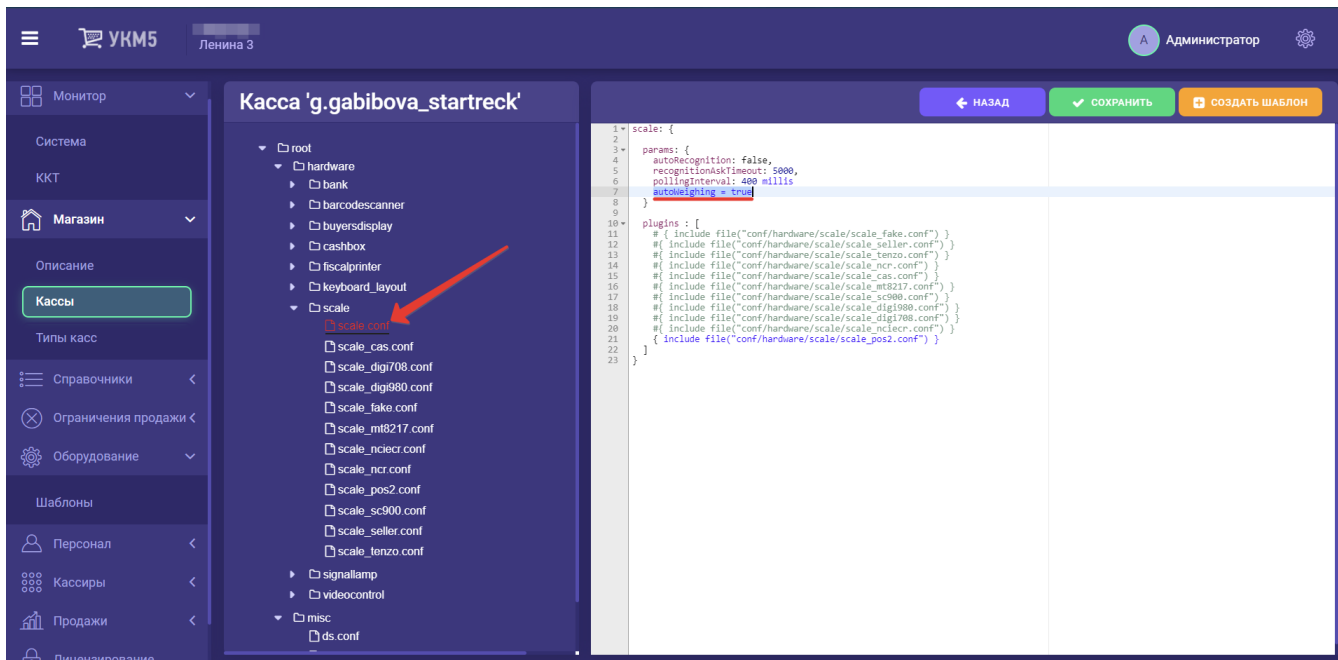 УКМ5
Ленина 3
А
Администратор
Монитор
Система
ККТ
Магазин
Описание
Кассы
Типы касс
Справочники
Ограничения продажи
Оборудование
Шаблоны
Персонал
Кассиры
Продажи
Лицензирование
Касса 'g.gabibova_startreck'
root
hardware
bank
barcodescanner
buyersdisplay
cashbox
fiscalprinter
keyboard_layout
scale
scale.conf
scale_cas.conf
scale_digi708.conf
scale_digi980.conf
scale_fake.conf
scale_mt8217.conf
scale_nciecr.conf
scale_ncr.conf
scale_pos2.conf
scale_sc900.conf
scale_seller.conf
scale_tenzo.conf
signallamp
videocontrol
misc
ds.conf
НАЗАД
СОХРАНИТЬ
СОЗДАТЬ ШАБЛОН
1 scale: {
2
3 params: {
4 autoRecognition: false,
5 recognitionAskTimeout: 5000,
6 pollingInterval: 400 millis
7 autoWeighing = true
8 }
9
10 plugins : [
11 # { include file("conf/hardware/scale/scale_fake.conf") }
12 #{ include file("conf/hardware/scale/scale_seller.conf") }
13 #{ include file("conf/hardware/scale/scale_tenzo.conf") }
14 #{ include file("conf/hardware/scale/scale_ncr.conf") }
15 #{ include file("conf/hardware/scale/scale_cas.conf") }
16 #{ include file("conf/hardware/scale/scale_mt8217.conf") }
17 #{ include file("conf/hardware/scale/scale_sc900.conf") }
18 #{ include file("conf/hardware/scale/scale_digi980.conf") }
19 #{ include file("conf/hardware/scale/scale_digi708.conf") }
20 #{ include file("conf/hardware/scale/scale_nciecr.conf") }
21 { include file("conf/hardware/scale/scale_pos2.conf") }
22 ]
23 }